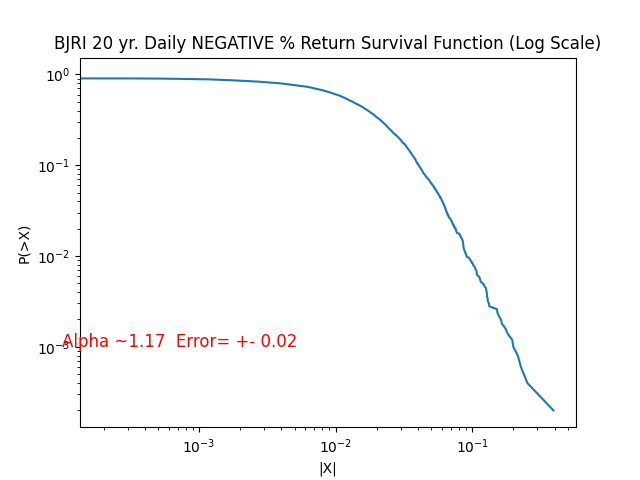 BJRI 20 yr. Daily NEGATIVE % Return Survival Function (Log Scale)
P(>X)
10⁰
10⁻¹
10⁻²
10⁻³
Alpha ~1.17  Error= +- 0.02
10⁻³ 10⁻² 10⁻¹
|X|